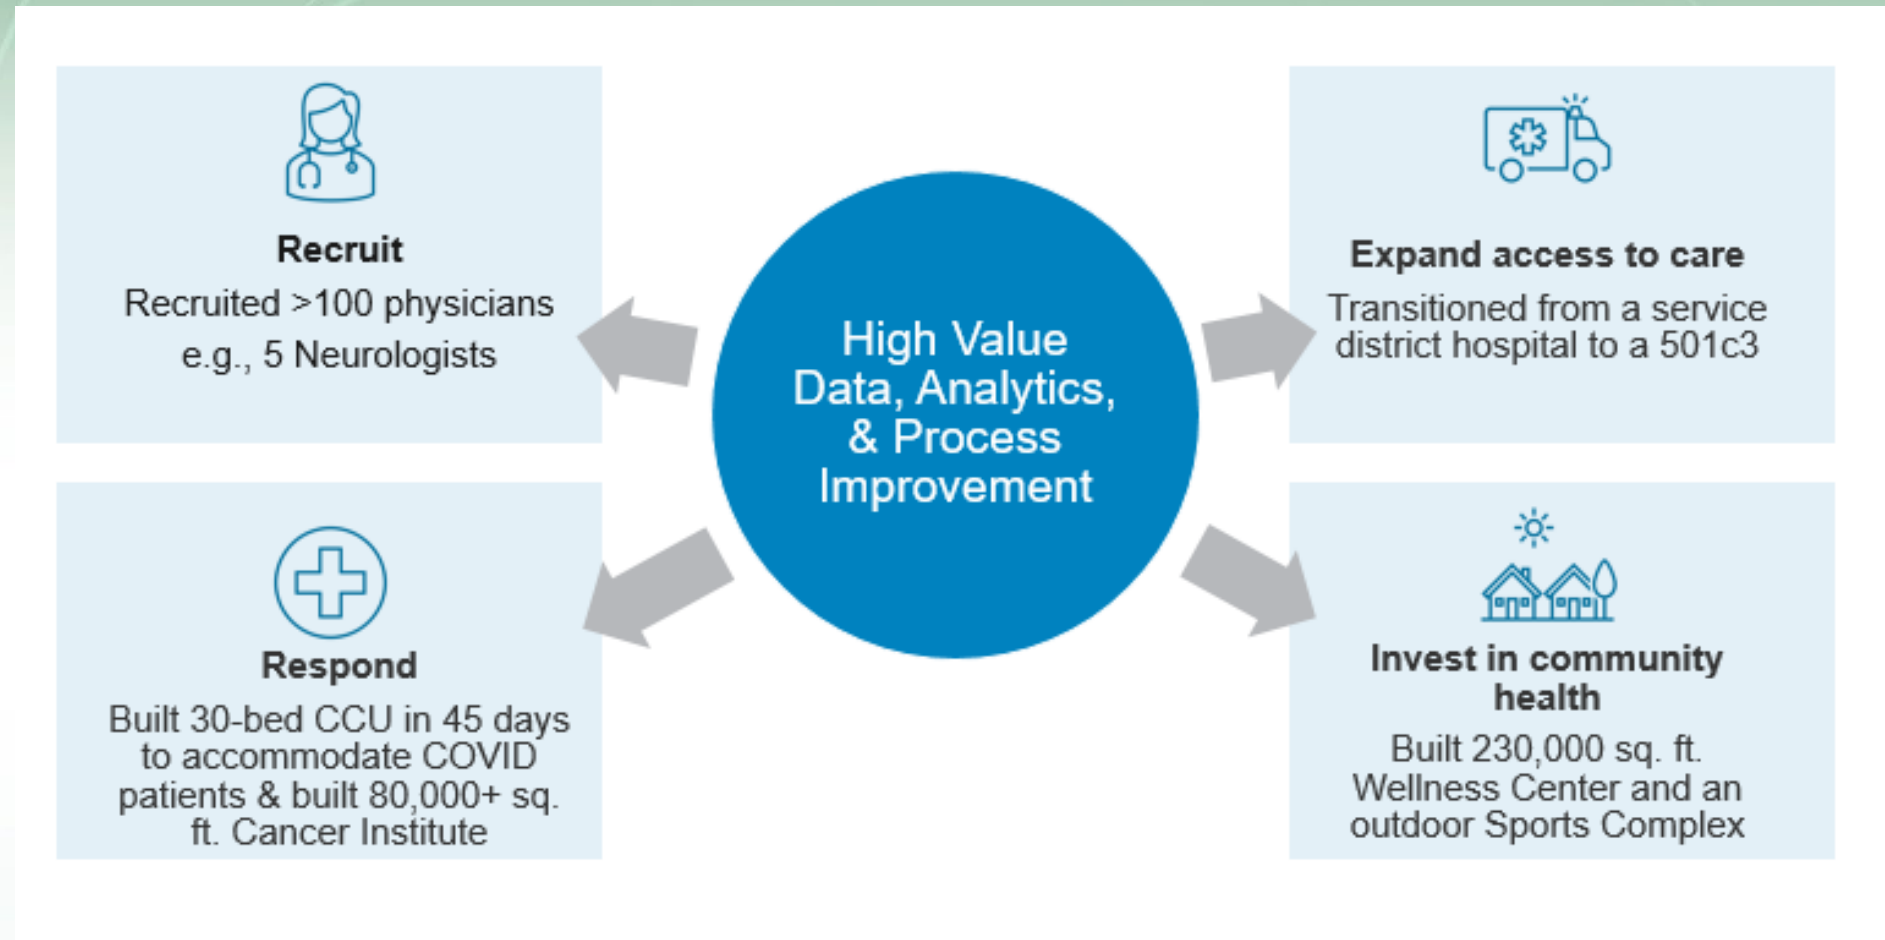 Recruit
Recruited >100 physicians
e.g., 5 Neurologists
Expand access to care
Transitioned from a service
district hospital to a 501c3
High Value
Data, Analytics,
& Process
Improvement
Respond
Built 30-bed CCU in 45 days
to accommodate COVID
patients & built 80,000+ sq.
ft. Cancer Institute
Invest in community
health
Built 230,000 sq. ft.
Wellness Center and an
outdoor Sports Complex